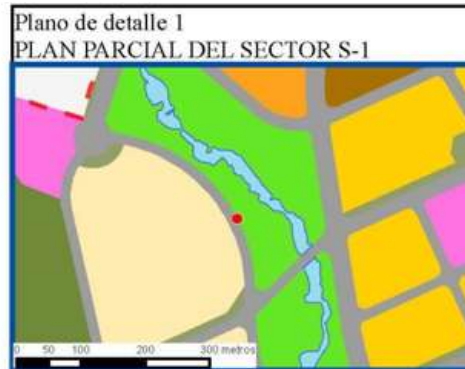 Plano de detalle 1
PLAN PARCIAL DEL SECTOR S-1
0 50 100 200 300 metros